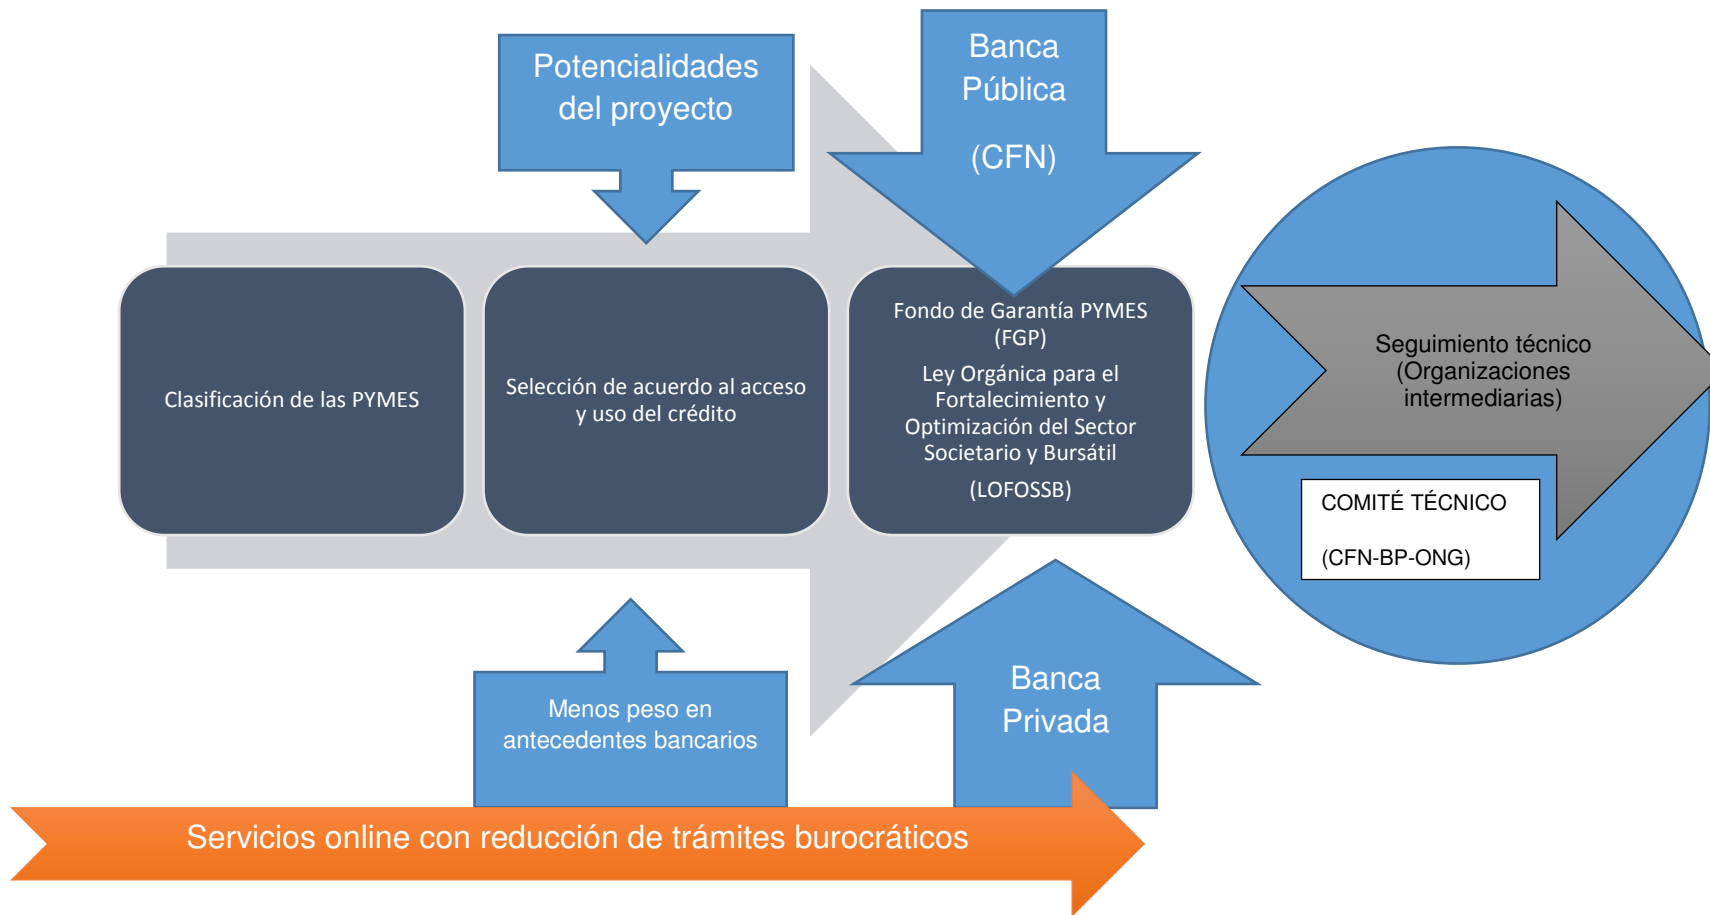 Potencialidades
del proyecto
Banca
Pública
(CFN)
Clasificación de las PYMES
Selección de acuerdo al acceso
y uso del crédito
Fondo de Garantía PYMES
(FGP)
Ley Orgánica para el
Fortalecimiento y
Optimización del Sector
Societario y Bursátil
(LOFOSSB)
Seguimiento técnico
(Organizaciones
intermediarias)
COMITÉ TÉCNICO
(CFN-BP-ONG)
Menos peso en
antecedentes bancarios
Banca
Privada
Servicios online con reducción de trámites burocráticos